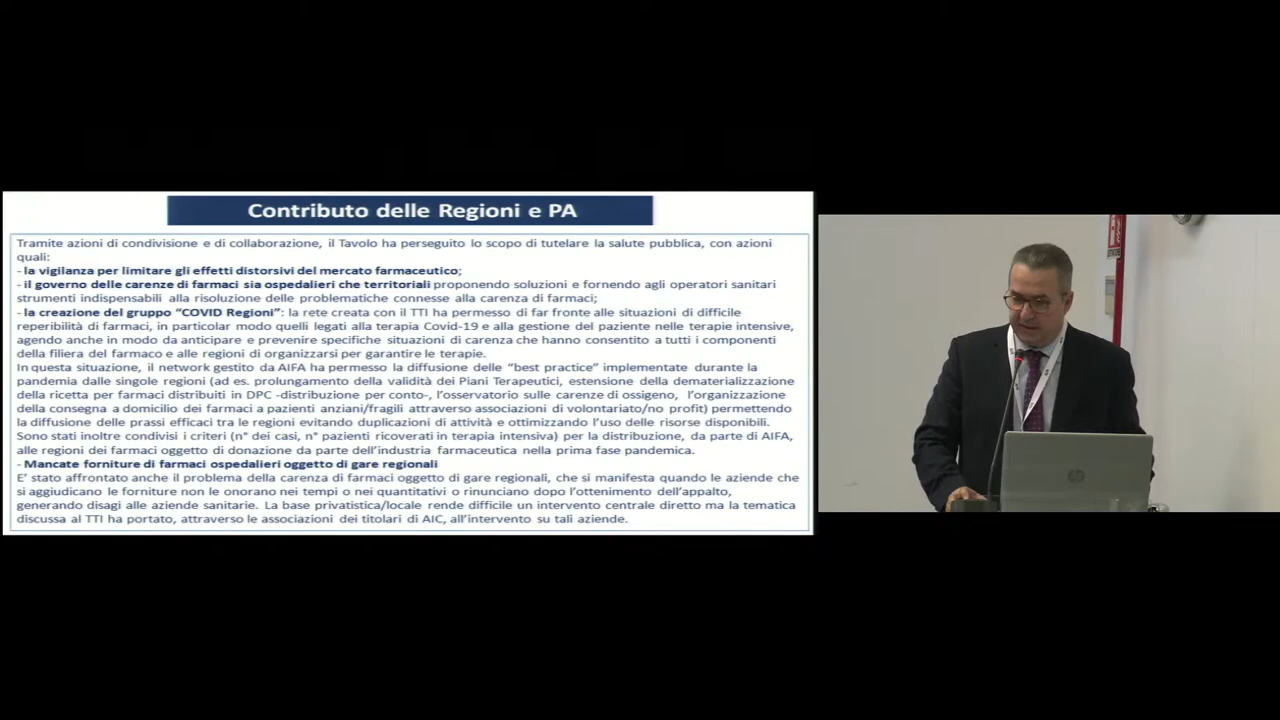 Contributo delle Regioni e PA
Tramite azioni di condivisione e di collaborazione, il Tavolo ha perseguito lo scopo di tutelare la salute pubblica, con azioni
quali:
- la vigilanza per limitare gli effetti distorsivi del mercato farmaceutico;
- il governo delle carenze di farmaci sia ospedalieri che territoriali proponendo soluzioni e fornendo agli operatori sanitari
strumenti indispensabili alla risoluzione delle problematiche connesse alla carenza di farmaci;
- la creazione del gruppo “COVID Regioni”: la rete creata con il TTI ha permesso di far fronte alle situazioni di difficile
reperibilità di farmaci, in particolar modo quelli legati alla terapia Covid-19 e alla gestione del paziente nelle terapie intensive,
agendo anche in modo da anticipare e prevenire specifiche situazioni di carenza che hanno consentito a tutti i componenti
della filiera del farmaco e alle regioni di organizzarsi per garantire le terapie.
In questa situazione, il network gestito da AIFA ha permesso la diffusione delle “best practice” implementate durante la
pandemia dalle singole regioni (ad es. prolungamento della validità dei Piani Terapeutici, estensione della dematerializzazione
della ricetta per farmaci distribuiti in DPC -distribuzione per conto-, l’osservatorio sulle carenze di ossigeno, l’organizzazione
della consegna a domicilio dei farmaci a pazienti anziani/fragili attraverso associazioni di volontariato/no profit) permettendo
la diffusione delle prassi efficaci tra le regioni evitando duplicazioni di attività e ottimizzando l’uso delle risorse disponibili.
Sono stati inoltre condivisi i criteri (n° dei casi, n° pazienti ricoverati in terapia intensiva) per la distribuzione, da parte di AIFA,
alle regioni dei farmaci oggetto di donazione da parte dell’industria farmaceutica nella prima fase pandemica.
- Mancate forniture di farmaci ospedalieri oggetto di gare regionali
E’ stato affrontato anche il problema della carenza di farmaci oggetto di gare regionali, che si manifesta quando le aziende che
si aggiudicano le forniture non le onorano nei tempi o nei quantitativi o rinunciano dopo l’ottenimento dell’appalto,
generando disagi alle aziende sanitarie. La base privatistica/locale rende difficile un intervento centrale diretto ma la tematica
discussa al TTI ha portato, attraverso le associazioni dei titolari di AIC, all’intervento su tali aziende.
hp